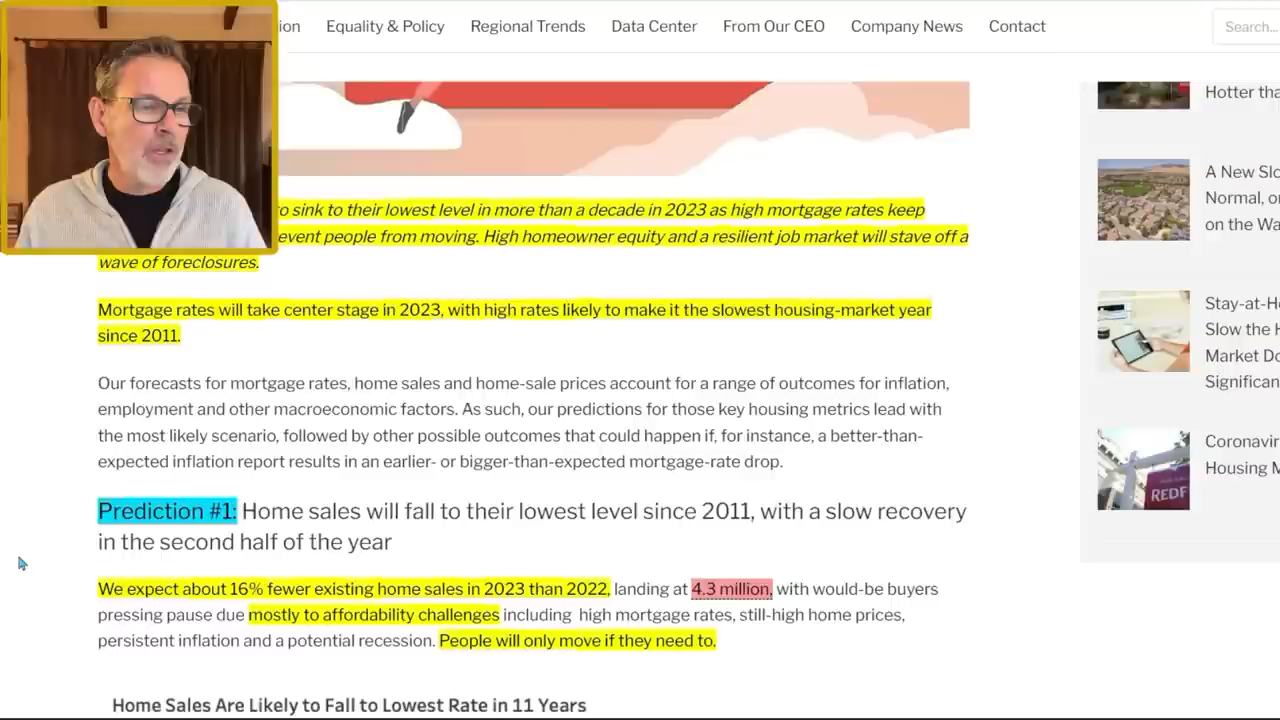 ion Equality & Policy Regional Trends Data Center From Our CEO Company News Contact Search...
to sink to their lowest level in more than a decade in 2023 as high mortgage rates keep
event people from moving. High homeowner equity and a resilient job market will stave off a
wave of foreclosures.
Mortgage rates will take center stage in 2023, with high rates likely to make it the slowest housing-market year
since 2011.
Our forecasts for mortgage rates, home sales and home-sale prices account for a range of outcomes for inflation,
employment and other macroeconomic factors. As such, our predictions for those key housing metrics lead with
the most likely scenario, followed by other possible outcomes that could happen if, for instance, a better-than-
expected inflation report results in an earlier- or bigger-than-expected mortgage-rate drop.
Prediction #1: Home sales will fall to their lowest level since 2011, with a slow recovery
in the second half of the year
We expect about 16% fewer existing home sales in 2023 than 2022, landing at 4.3 million, with would-be buyers
pressing pause due mostly to affordability challenges including high mortgage rates, still-high home prices,
persistent inflation and a potential recession. People will only move if they need to.
Home Sales Are Likely to Fall to Lowest Rate in 11 Years
Hotter tha
A New Slo
Normal, or
on the Wa
Stay-at-Ho
Slow the H
Market Do
Significan
Coronavir
Housing M
REDF